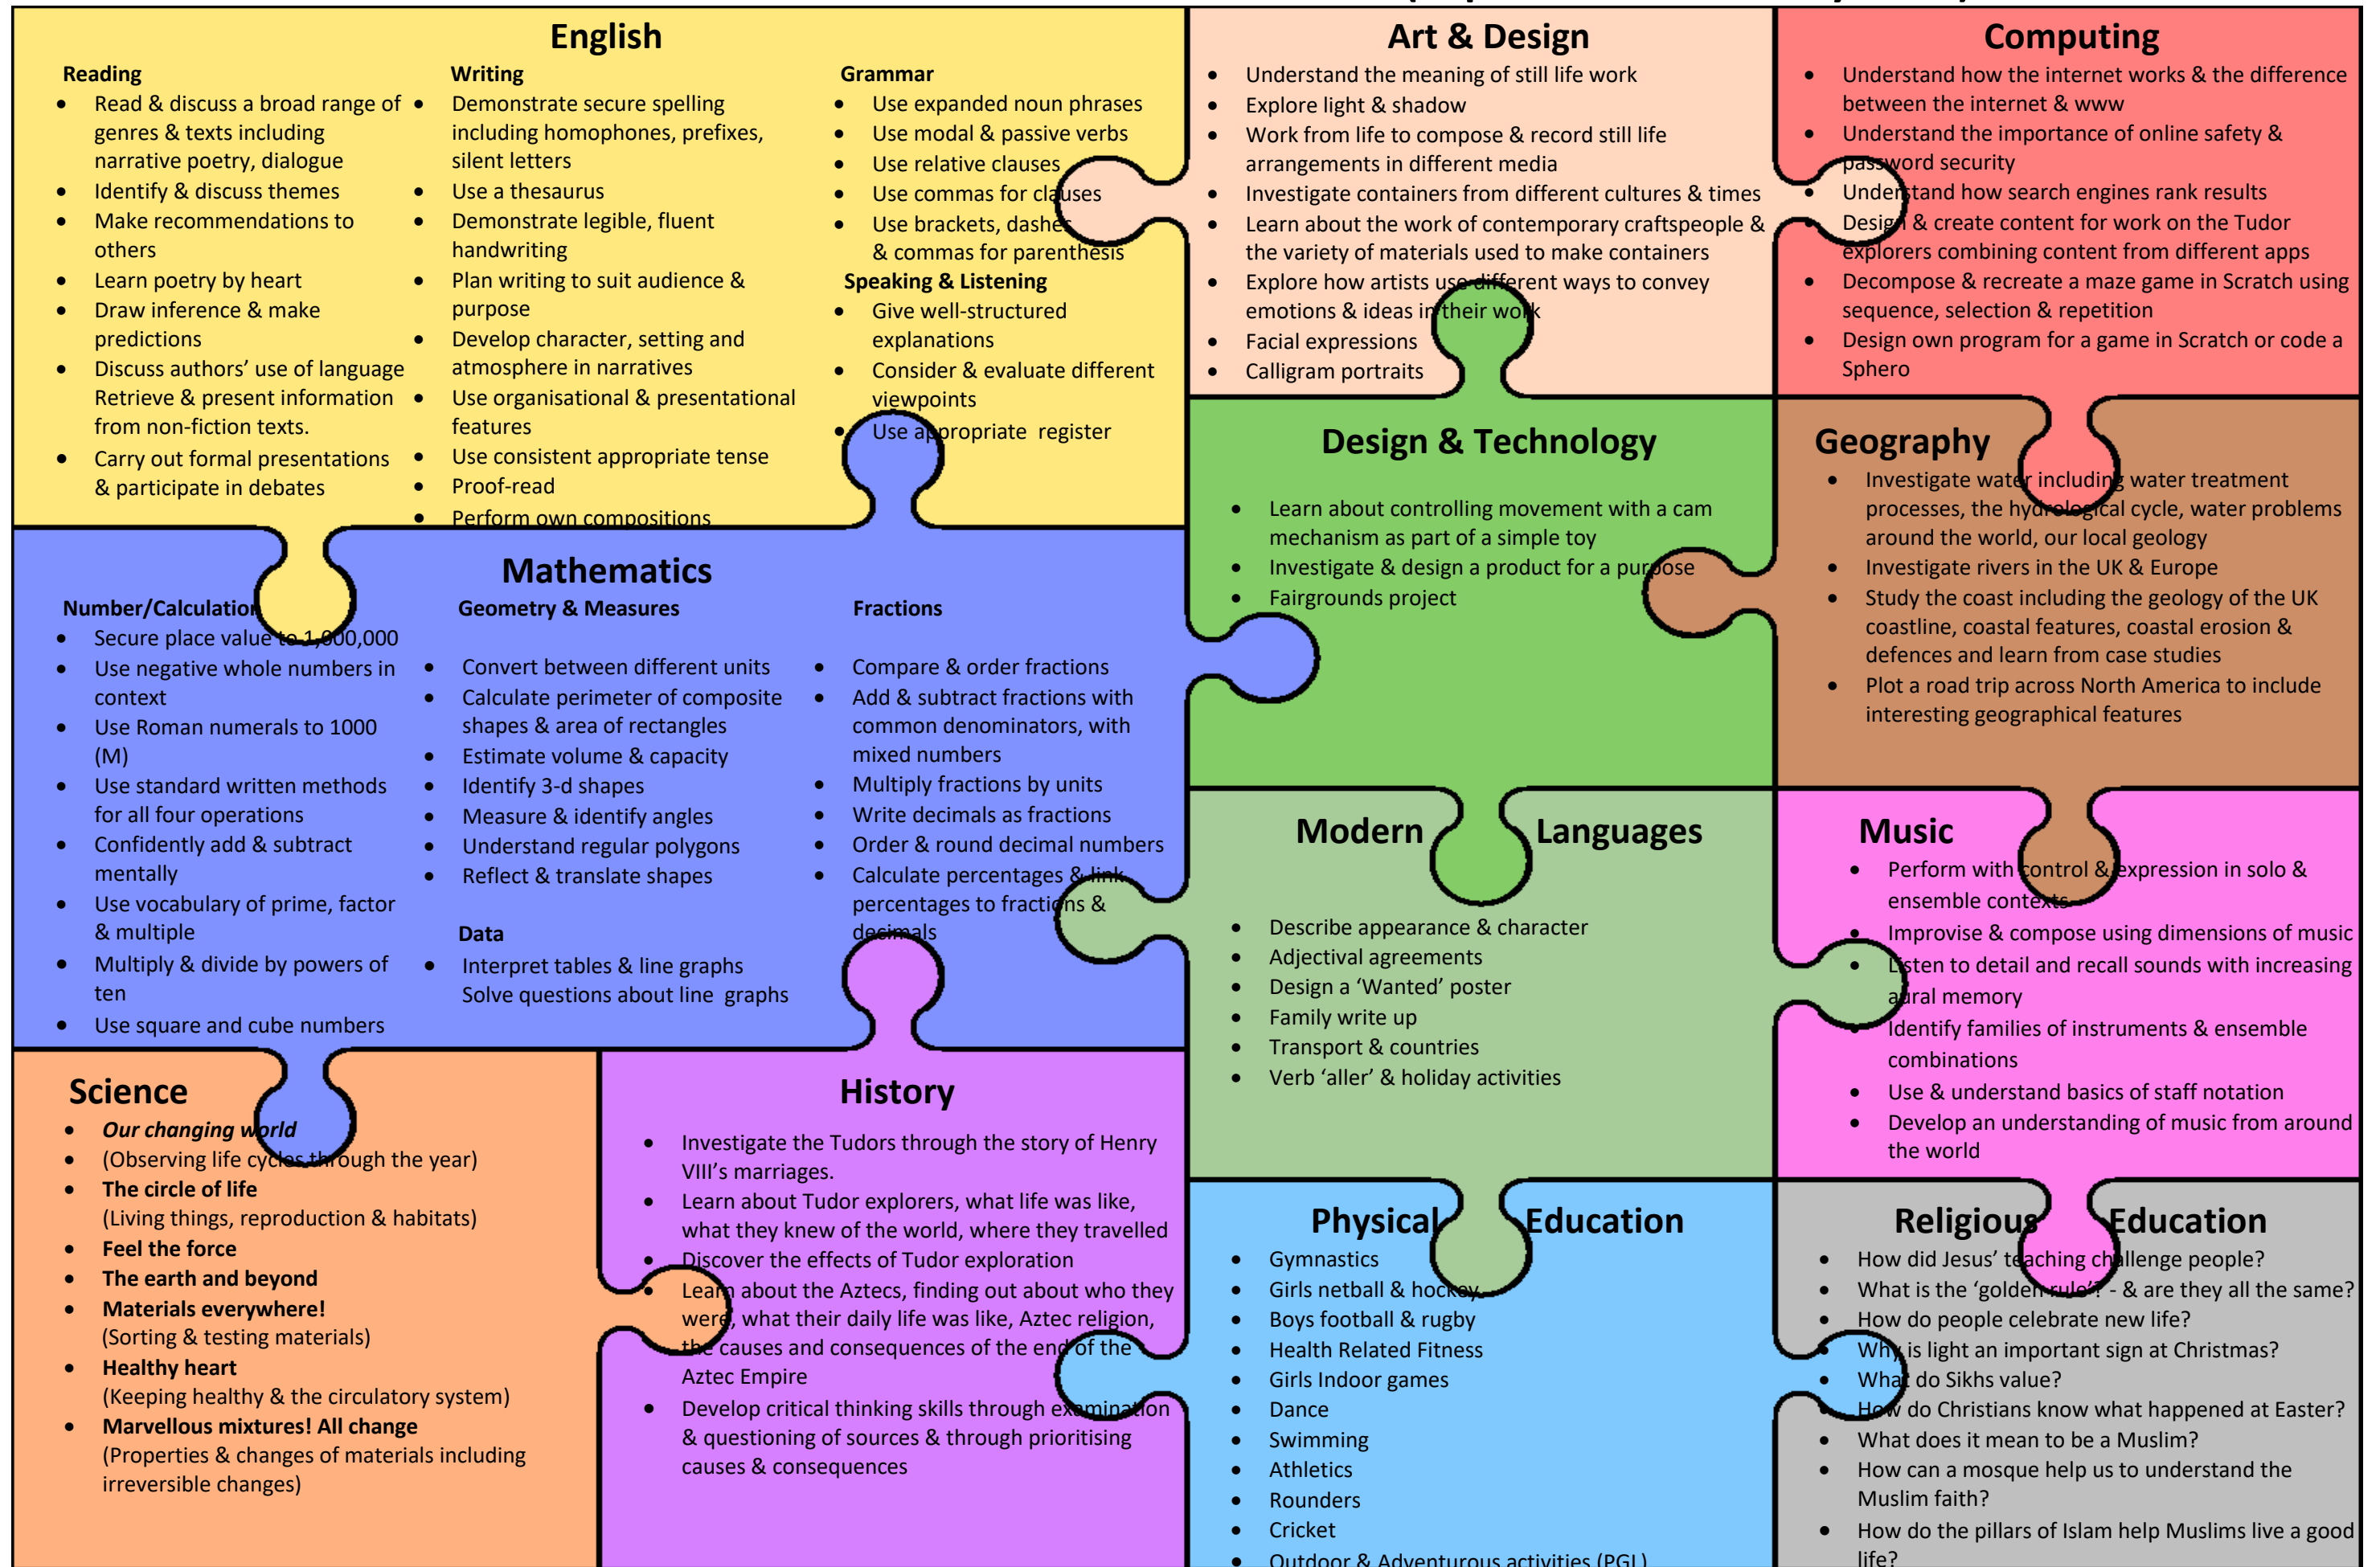 English
Reading
• Read & discuss a broad range of
genres & texts including
narrative poetry, dialogue
• Identify & discuss themes
• Make recommendations to
others
• Learn poetry by heart
• Draw inference & make
predictions
• Discuss authors’ use of language
Retrieve & present information
from non-fiction texts.
• Carry out formal presentations
& participate in debates
Writing
• Demonstrate secure spelling
including homophones, prefixes,
silent letters
• Use a thesaurus
• Demonstrate legible, fluent
handwriting
• Plan writing to suit audience &
purpose
• Develop character, setting and
atmosphere in narratives
• Use organisational & presentational
features
• Use consistent appropriate tense
• Proof-read
• Perform own compositions
Grammar
• Use expanded noun phrases
• Use modal & passive verbs
• Use relative clauses
• Use commas for clauses
• Use brackets, dashes
& commas for parenthesis
Speaking & Listening
• Give well-structured
explanations
• Consider & evaluate different
viewpoints
• Use appropriate register
Art & Design
• Understand the meaning of still life work
• Explore light & shadow
• Work from life to compose & record still life
arrangements in different media
• Investigate containers from different cultures & times
• Learn about the work of contemporary craftspeople &
the variety of materials used to make containers
• Explore how artists use different ways to convey
emotions & ideas in their work
• Facial expressions
• Calligram portraits
Computing
• Understand how the internet works & the difference
between the internet & www
• Understand the importance of online safety &
password security
• Understand how search engines rank results
• Design & create content for work on the Tudor
explorers combining content from different apps
• Decompose & recreate a maze game in Scratch using
sequence, selection & repetition
• Design own program for a game in Scratch or code a
Sphero
Design & Technology
• Learn about controlling movement with a cam
mechanism as part of a simple toy
• Investigate & design a product for a purpose
• Fairgrounds project
Geography
• Investigate water including water treatment
processes, the hydrological cycle, water problems
around the world, our local geology
• Investigate rivers in the UK & Europe
• Study the coast including the geology of the UK
coastline, coastal features, coastal erosion &
defences and learn from case studies
• Plot a road trip across North America to include
interesting geographical features
Mathematics
Number/Calculation
• Secure place value to 1,000,000
• Use negative whole numbers in
context
• Use Roman numerals to 1000
(M)
• Use standard written methods
for all four operations
• Confidently add & subtract
mentally
• Use vocabulary of prime, factor
& multiple
• Multiply & divide by powers of
ten
• Use square and cube numbers
Geometry & Measures
• Convert between different units
• Calculate perimeter of composite
shapes & area of rectangles
• Estimate volume & capacity
• Identify 3-d shapes
• Measure & identify angles
• Understand regular polygons
• Reflect & translate shapes
Data
• Interpret tables & line graphs
Solve questions about line graphs
Fractions
• Compare & order fractions
• Add & subtract fractions with
common denominators, with
mixed numbers
• Multiply fractions by units
• Write decimals as fractions
• Order & round decimal numbers
• Calculate percentages & link
percentages to fractions &
decimals
Modern Languages
• Describe appearance & character
• Adjectival agreements
• Design a ‘Wanted’ poster
• Family write up
• Transport & countries
• Verb ‘aller’ & holiday activities
Music
• Perform with control & expression in solo &
ensemble contexts
• Improvise & compose using dimensions of music
• Listen to detail and recall sounds with increasing
aural memory
• Identify families of instruments & ensemble
combinations
• Use & understand basics of staff notation
• Develop an understanding of music from around
the world
Science
• Our changing world
• (Observing life cycles through the year)
• The circle of life
(Living things, reproduction & habitats)
• Feel the force
• The earth and beyond
• Materials everywhere!
(Sorting & testing materials)
• Healthy heart
(Keeping healthy & the circulatory system)
• Marvellous mixtures! All change
(Properties & changes of materials including
irreversible changes)
History
• Investigate the Tudors through the story of Henry
VIII’s marriages.
• Learn about Tudor explorers, what life was like,
what they knew of the world, where they travelled
• Discover the effects of Tudor exploration
• Learn about the Aztecs, finding out about who they
were, what their daily life was like, Aztec religion,
the causes and consequences of the end of the
Aztec Empire
• Develop critical thinking skills through examination
& questioning of sources & through prioritising
causes & consequences
Physical Education
• Gymnastics
• Girls netball & hockey
• Boys football & rugby
• Health Related Fitness
• Girls Indoor games
• Dance
• Swimming
• Athletics
• Rounders
• Cricket
• Outdoor & Adventurous activities (PGL)
Religious Education
• How did Jesus’ teaching challenge people?
• What is the ‘golden rule’? - & are they all the same?
• How do people celebrate new life?
• Why is light an important sign at Christmas?
• What do Sikhs value?
• How do Christians know what happened at Easter?
• What does it mean to be a Muslim?
• How can a mosque help us to understand the
Muslim faith?
• How do the pillars of Islam help Muslims live a good
life?